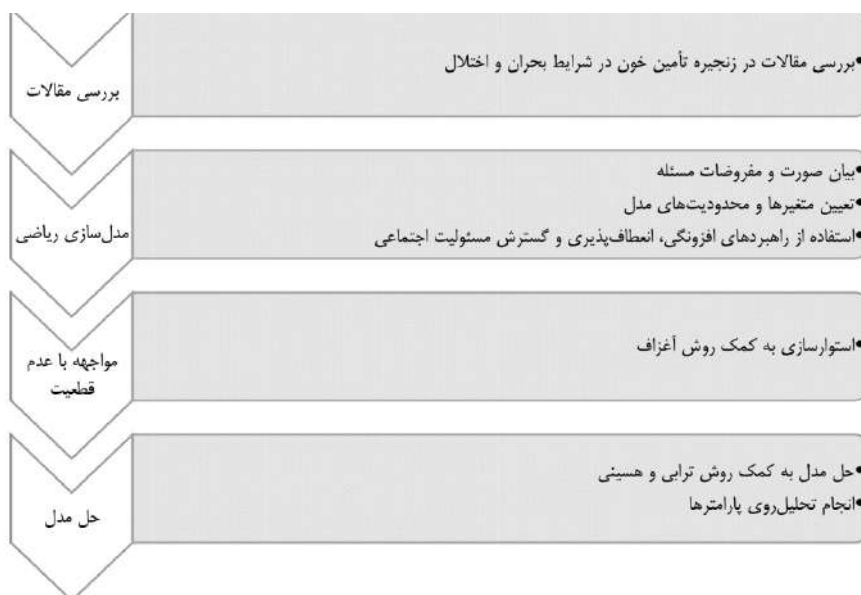 بررسی مقالات
•بررسی مقالات در زنجیره تأمین خون در شرایط بحران و اختلال
مدل‌سازی ریاضی
•بیان صورت و مفروضات مسئله
•تعیین متغیرها و محدودیت‌های مدل
•استفاده از راهبردهای افزونگی، انعطاف‌پذیری و گسترش مسئولیت اجتماعی
مواجهه با عدم
قطعیت
•استوارسازی به کمک روش آغزاف
حل مدل
•حل مدل به کمک روش ترابی و هسینی
•انجام تحلیل‌روی پارامترها